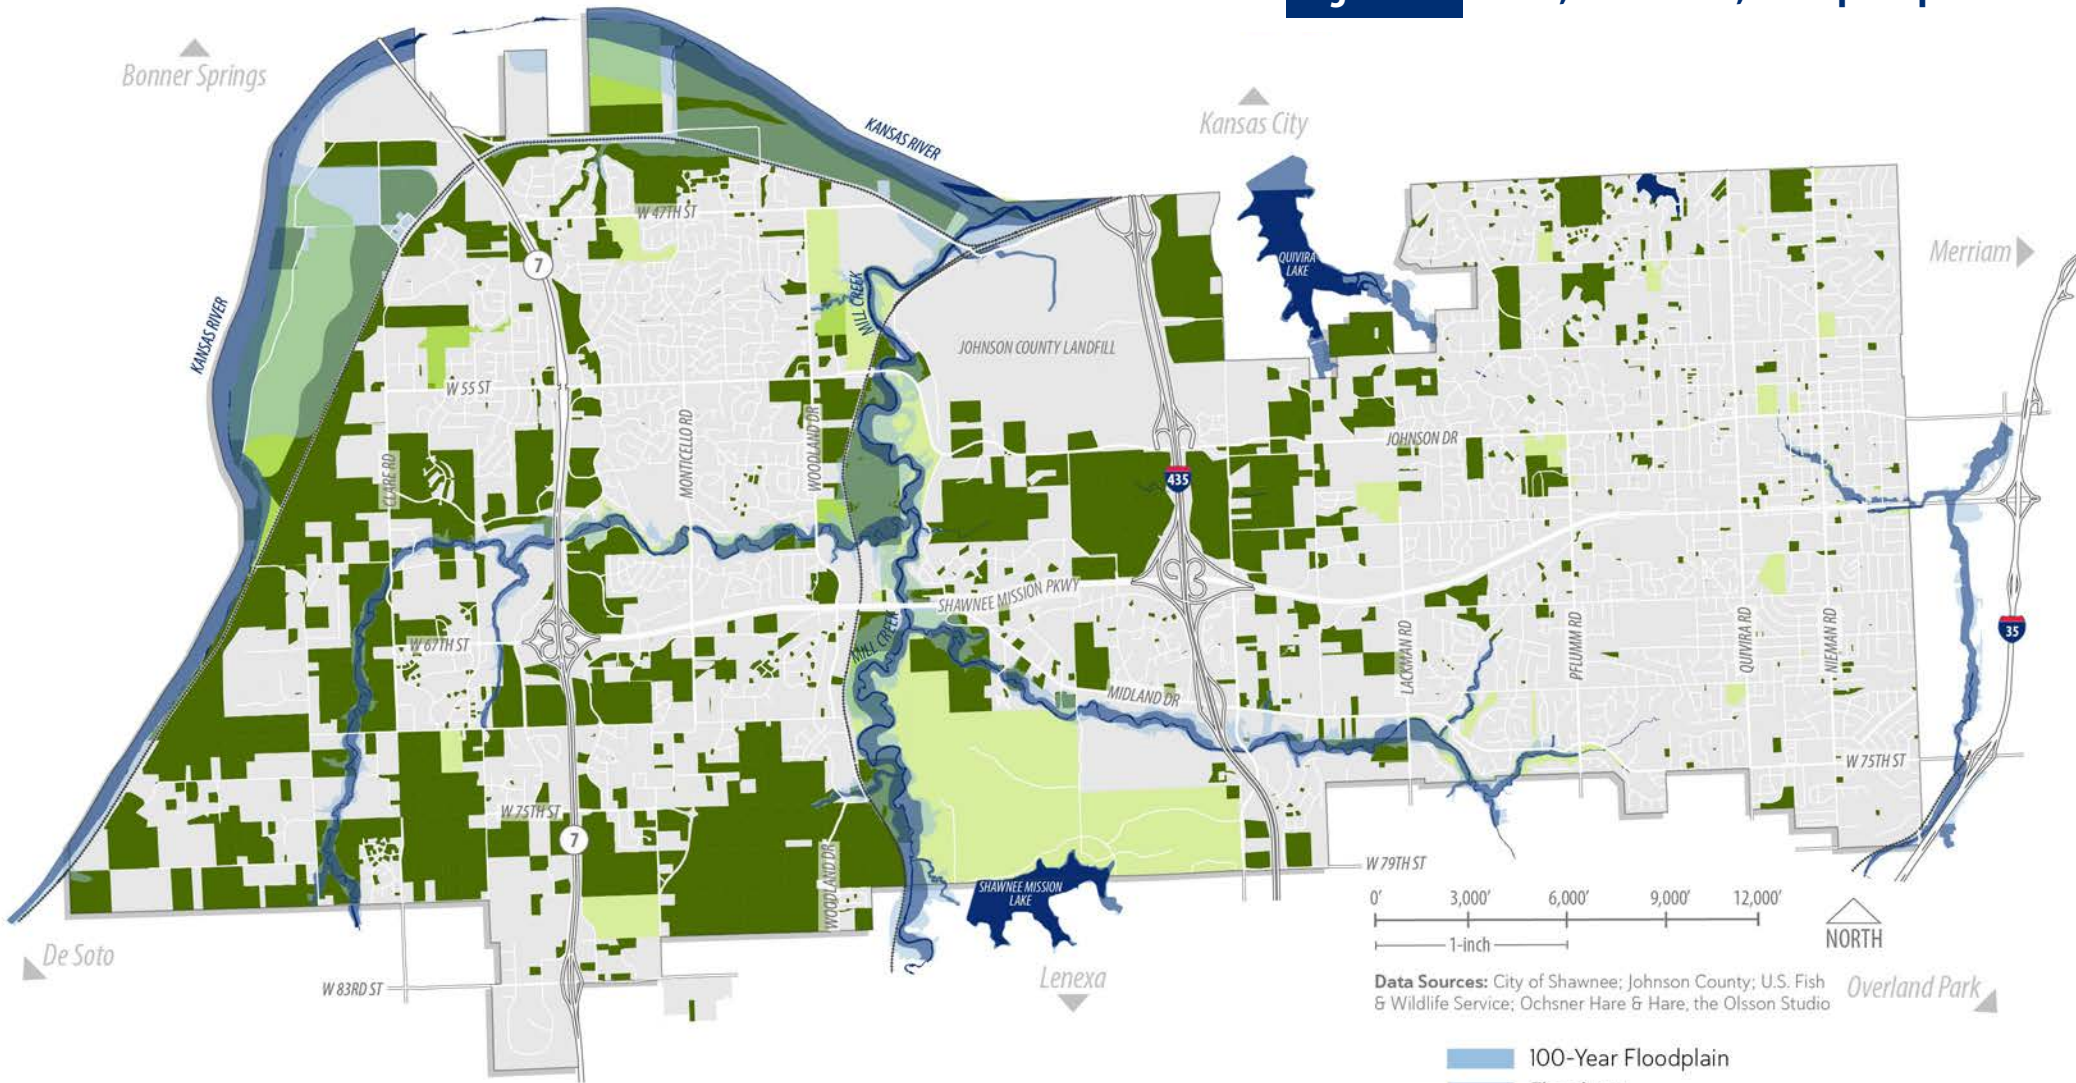 Bonner Springs
Kansas City
KANSAS RIVER
Merriam
W 47TH ST
7
QUIVIRA
LAKE
MILL CREEK
KANSAS RIVER
JOHNSON COUNTY LANDFILL
W 55 ST
MONTICELLO RD
WOODLAND DR
JOHNSON DR
CLARE RD
435
SHAWNEE MISSION PKWY
MILL CREEK
W 67TH ST
LACKMAN RD
PFLUMM RD
QUIVIRA RD
NIEMAN RD
35
MIDLAND DR
W 75TH ST
W 75TH ST
7
WOODLAND DR
W 79TH ST
SHAWNEE MISSION
LAKE
0' 3,000' 6,000' 9,000' 12,000'
1-inch
NORTH
De Soto
W 83RD ST
Lenexa
Data Sources: City of Shawnee; Johnson County; U.S. Fish
& Wildlife Service; Ochsner Hare & Hare, the Olsson Studio
Overland Park
100-Year Floodplain